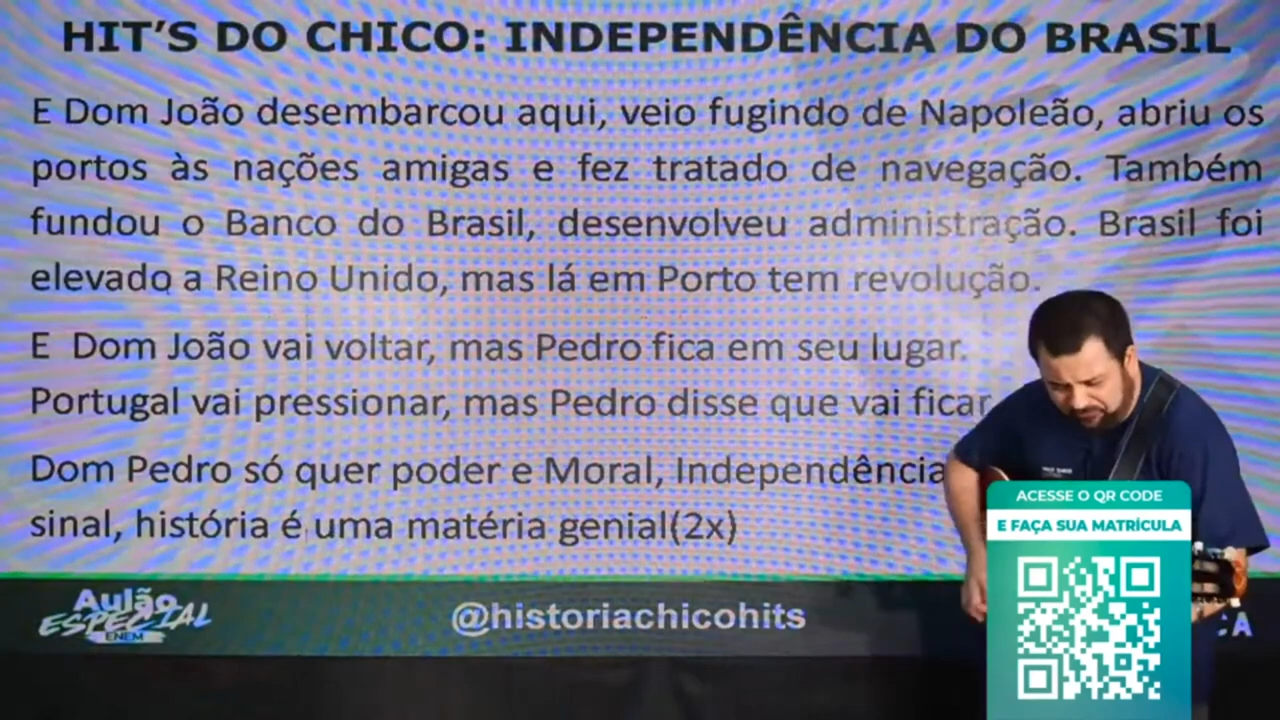 HIT'S DO CHICO: INDEPENDÊNCIA DO BRASIL
E Dom João desembarcou aqui, veio fugindo de Napoleão, abriu os
portos às nações amigas e fez tratado de navegação. Também
fundou o Banco do Brasil, desenvolveu administração. Brasil foi
elevado a Reino Unido, mas lá em Porto tem revolução.
E Dom João vai voltar, mas Pedro fica em seu lugar.
Portugal vai pressionar, mas Pedro disse que vai ficar
Dom Pedro só quer poder e Moral, Independência
sinal, história é uma matéria genial(2x)
Aulão
ESPECIAL
ENEM
@historiachicohits
ACESSE O QR CODE
E FAÇA SUA MATRÍCULA